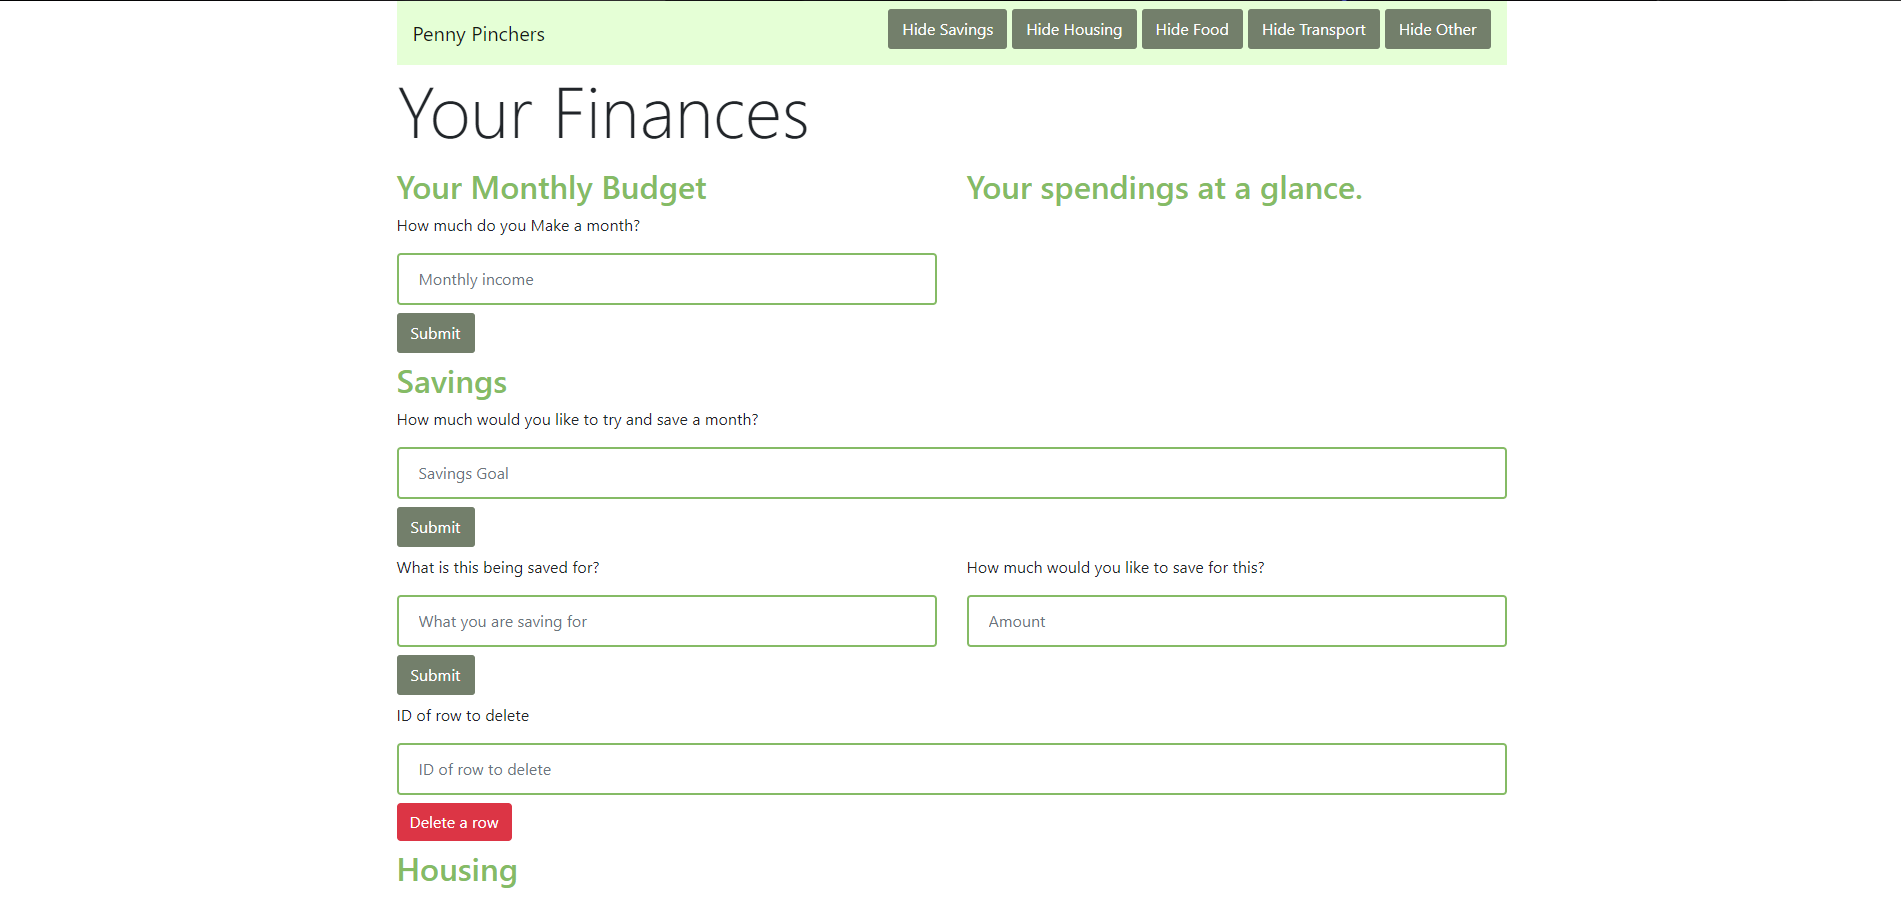 Penny Pinchers
Hide Savings
Hide Housing
Hide Food
Hide Transport
Hide Other
Your Finances
Your Monthly Budget
How much do you Make a month?
Monthly income
Submit
Your spendings at a glance.
Savings
How much would you like to try and save a month?
Savings Goal
Submit
What is this being saved for?
What you are saving for
How much would you like to save for this?
Amount
Submit
ID of row to delete
ID of row to delete
Delete a row
Housing